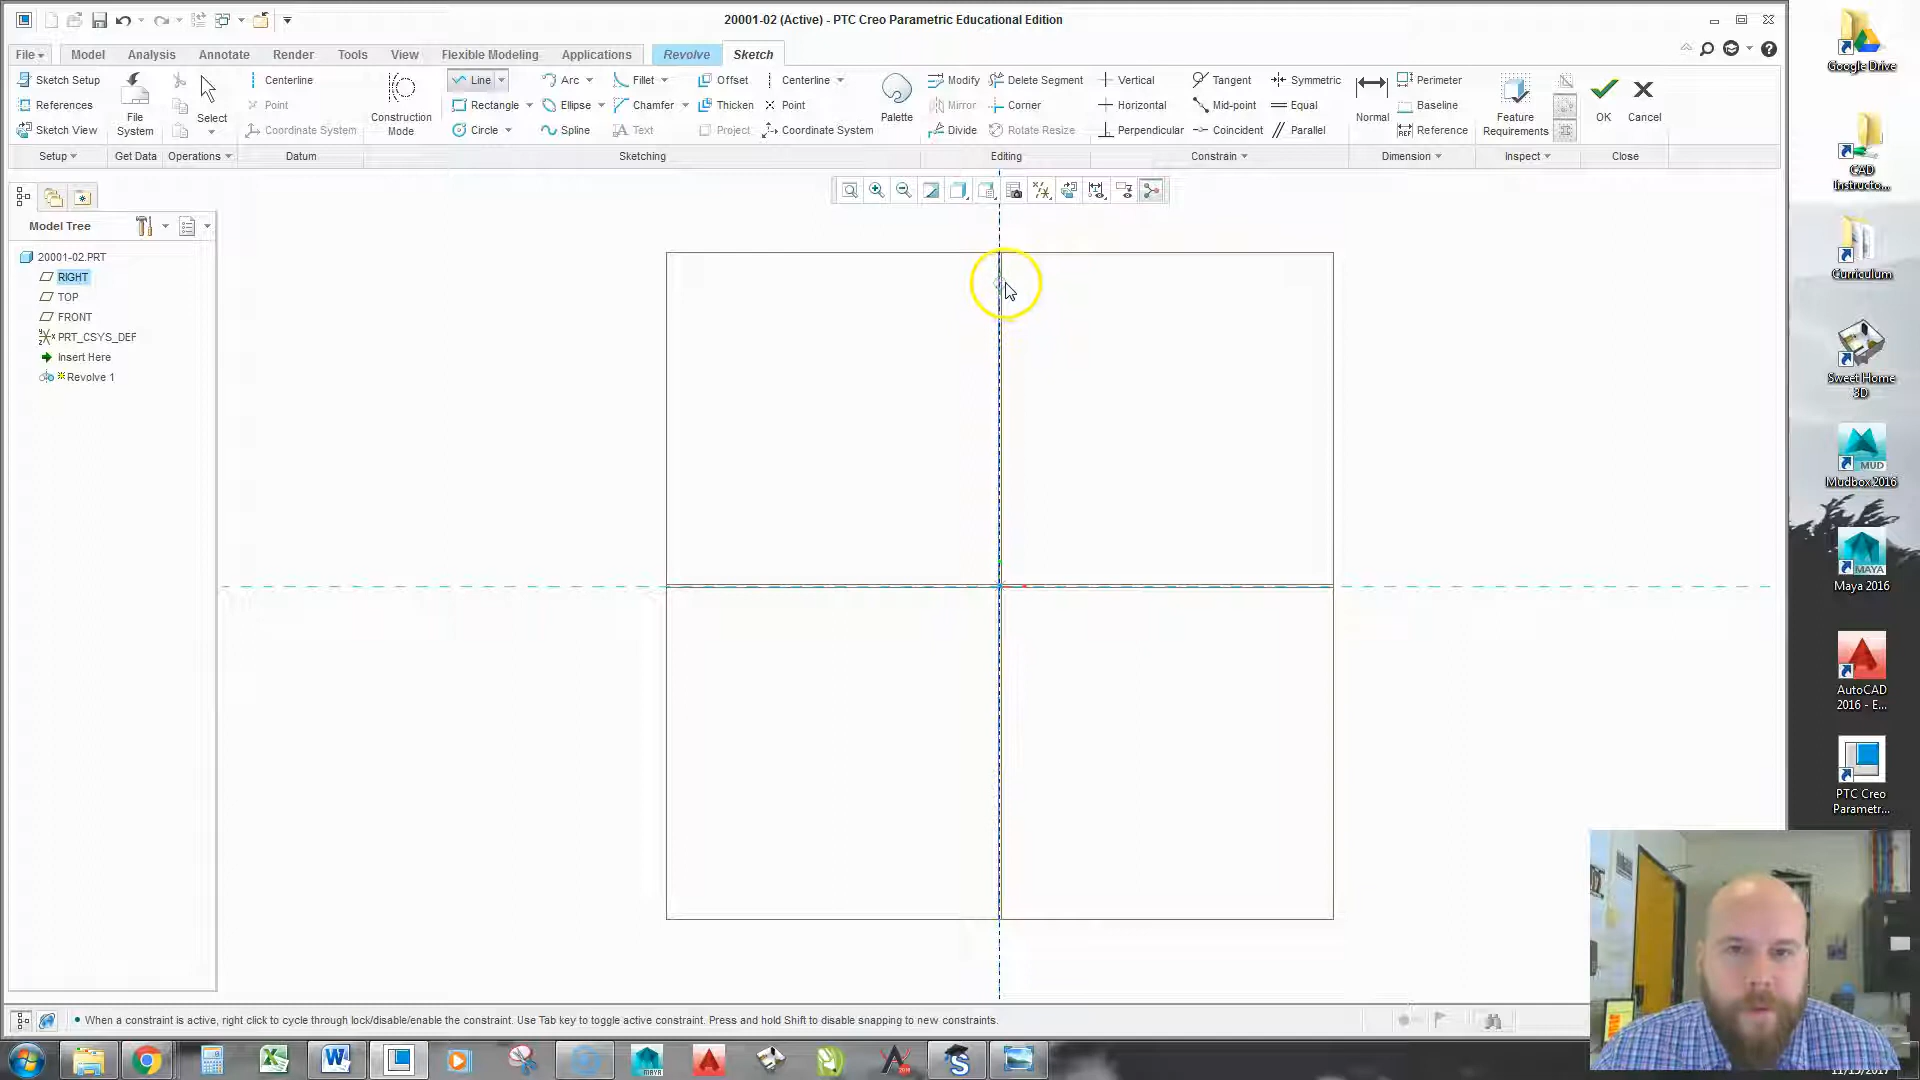 20001-02 (Active) - PTC Creo Parametric Educational Edition
File Model Analysis Annotate Render Tools View Flexible Modeling Applications Revolve Sketch
Sketch Setup
References
Sketch View
Setup
File System
Get Data
Select
Operations
Centerline
Point
Coordinate System
Datum
Construction Mode
Line Arc Fillet Offset Centerline
Rectangle Ellipse Chamfer Thicken Point
Circle Spline Text Project Coordinate System
Palette
Sketching
Modify Delete Segment
Mirror Corner
Divide Rotate Resize
Editing
Vertical Tangent Symmetric
Horizontal Mid-point Equal
Perpendicular Coincident Parallel
Constrain
Normal
Perimeter
Baseline
REF Reference
Dimension
Feature Requirements
Inspect
OK Cancel
Close
Model Tree
20001-02.PRT
RIGHT
TOP
FRONT
PRT_CSYS_DEF
Insert Here
Revolve 1
When a constraint is active, right click to cycle through lock/disable/enable the constraint. Use Tab key to toggle active constraint. Press and hold Shift to disable snapping to new constraints.
Google Drive
CAD
Instructo...
Curriculum
Sweet Home
3D
MUD
Mudbox 2016
MAYA
Maya 2016
AutoCAD
2016 - E...
PTC Creo
Parametr...
MAYA